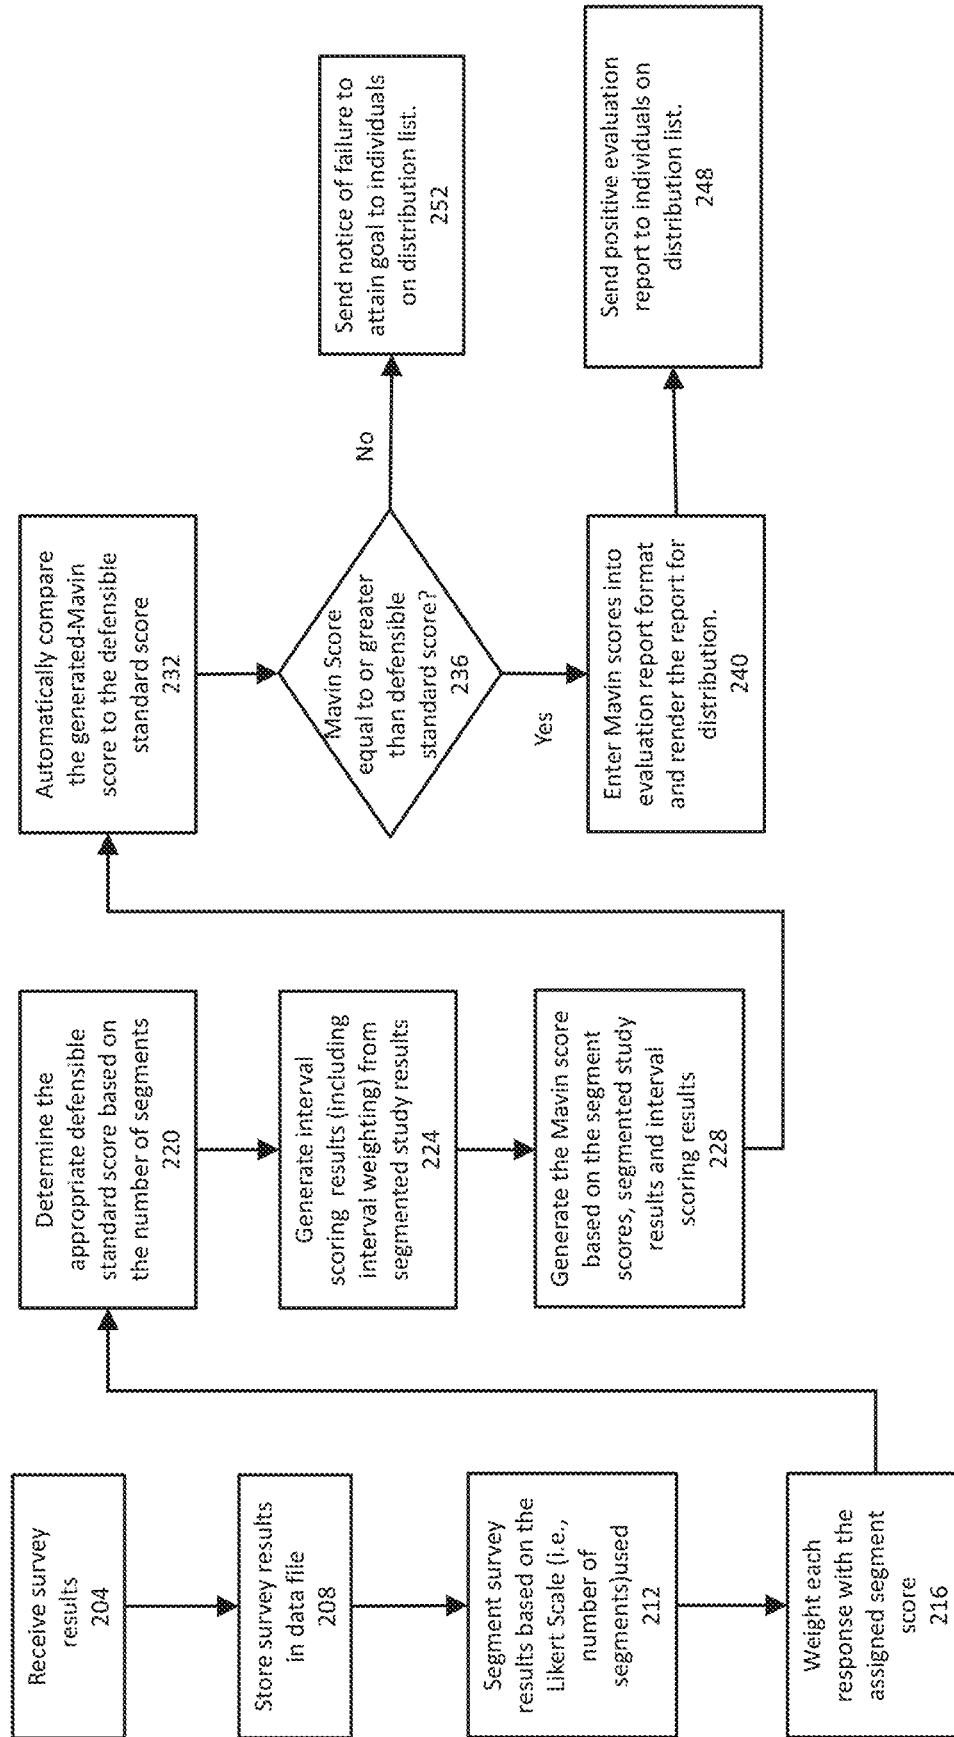 Receive survey
results
204
Store survey results
in data file
208
Segment survey
results based on the
Likert Scale (i.e.,
number of
segments)used
212
Weight each
response with the
assigned segment
score
216
Determine the
appropriate defensible
standard score based on
the number of segments
220
Generate interval
scoring results (including
interval weighting) from
segmented study results
224
Generate the Mavin score
based on the segment
scores, segmented study
results and interval
scoring results
228
Automatically compare
the generated-Mavin
score to the defensible
standard score
232
Mavin Score
equal to or greater
than defensible
standard score?
236
No
Yes
Send notice of failure to
attain goal to individuals
on distribution list.
252
Enter Mavin scores into
evaluation report format
and render the report for
distribution.
240
Send positive evaluation
report to individuals on
distribution list.
248